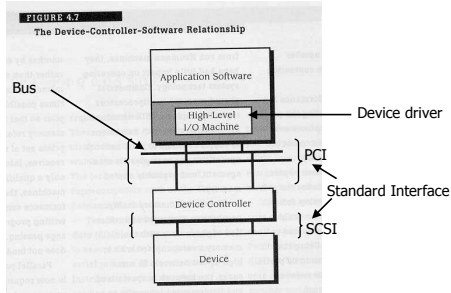 FIGURE 4.7
The Device-Controller-Software Relationship
Application Software
Bus
High-Level
I/O Machine
Device driver
PCI
Standard Interface
Device Controller
SCSI
Device